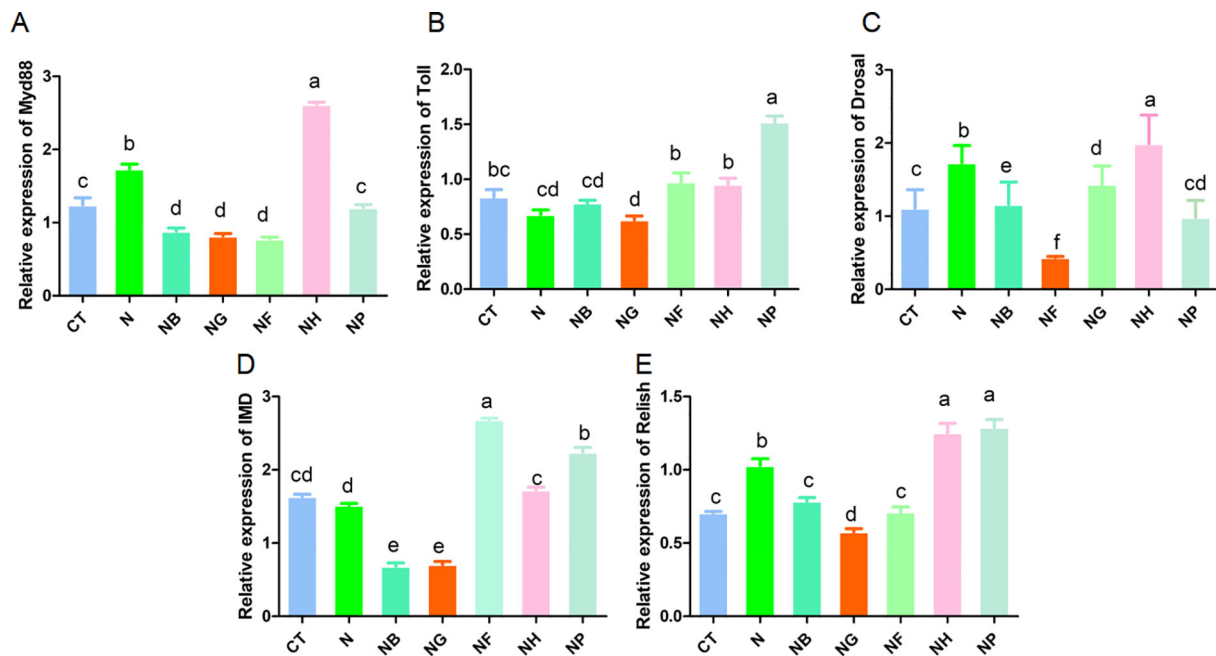 A
Relative expression of Myd88
3
2
1
0
c
b
d
d
d
a
c
CT
N
NB
NG
NF
NH
NP
B
Relative expression of Toll
2.0
1.5
1.0
0.5
0.0
bc
cd
cd
d
b
b
a
CT
N
NB
NG
NF
NH
NP
C
Relative expression of Drosal
3
2
1
0
c
b
e
f
d
a
cd
CT
N
NB
NF
NG
NH
NP
D
Relative expression of IMD
3
2
1
0
cd
d
e
e
a
c
b
CT
N
NB
NG
NF
NH
NP
E
Relative expression of Relish
1.5
1.0
0.5
0.0
c
b
c
d
c
a
a
CT
N
NB
NG
NF
NH
NP